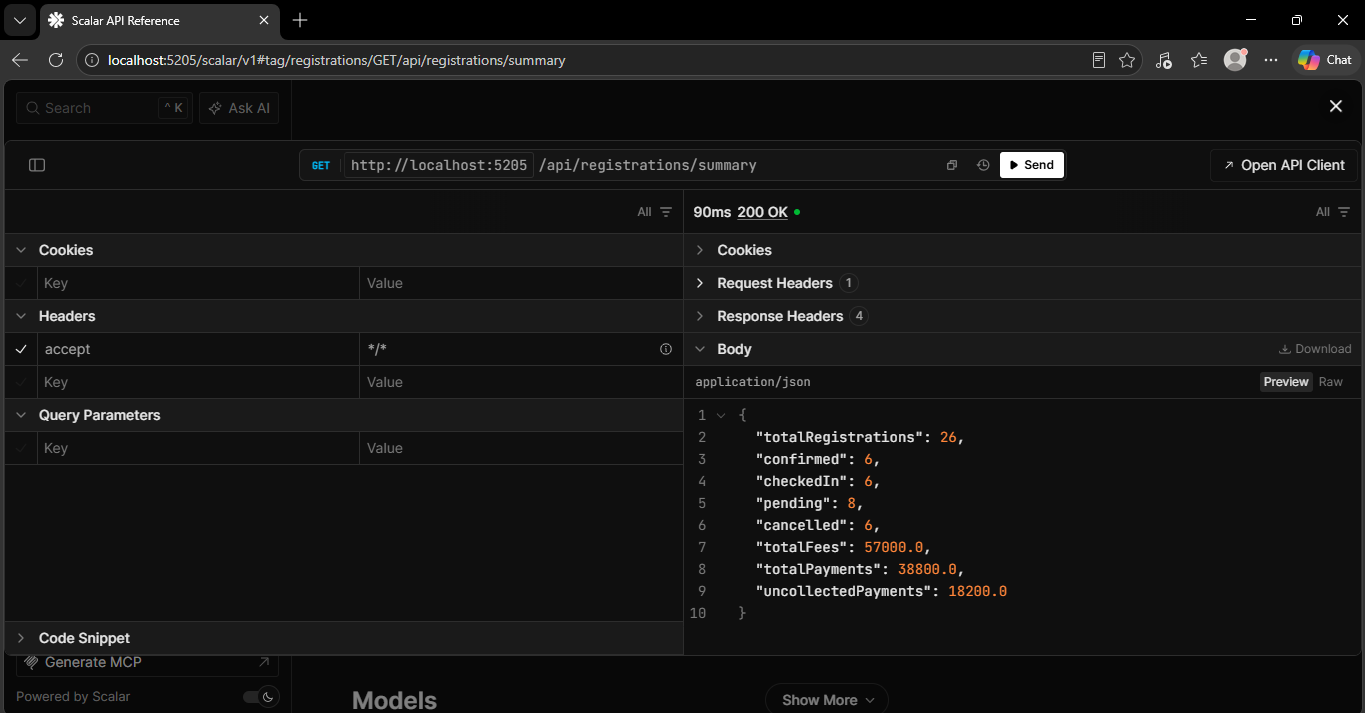 Scalar API Reference
localhost:5205/scalar/v1#tag/registrations/GET/api/registrations/summary
Chat
Search
^ K
Ask AI
GET http://localhost:5205 /api/registrations/summary
Send
Open API Client
All
90ms 200 OK
All
Cookies
Key Value
Headers
accept */*
Key Value
Query Parameters
Key Value
Code Snippet
Cookies
Request Headers 1
Response Headers 4
Body
Download
application/json
Preview Raw
1 {
2 "totalRegistrations": 26,
3 "confirmed": 6,
4 "checkedIn": 6,
5 "pending": 8,
6 "cancelled": 6,
7 "totalFees": 57000.0,
8 "totalPayments": 38800.0,
9 "uncollectedPayments": 18200.0
10 }
Generate MCP
Powered by Scalar
Models
Show More